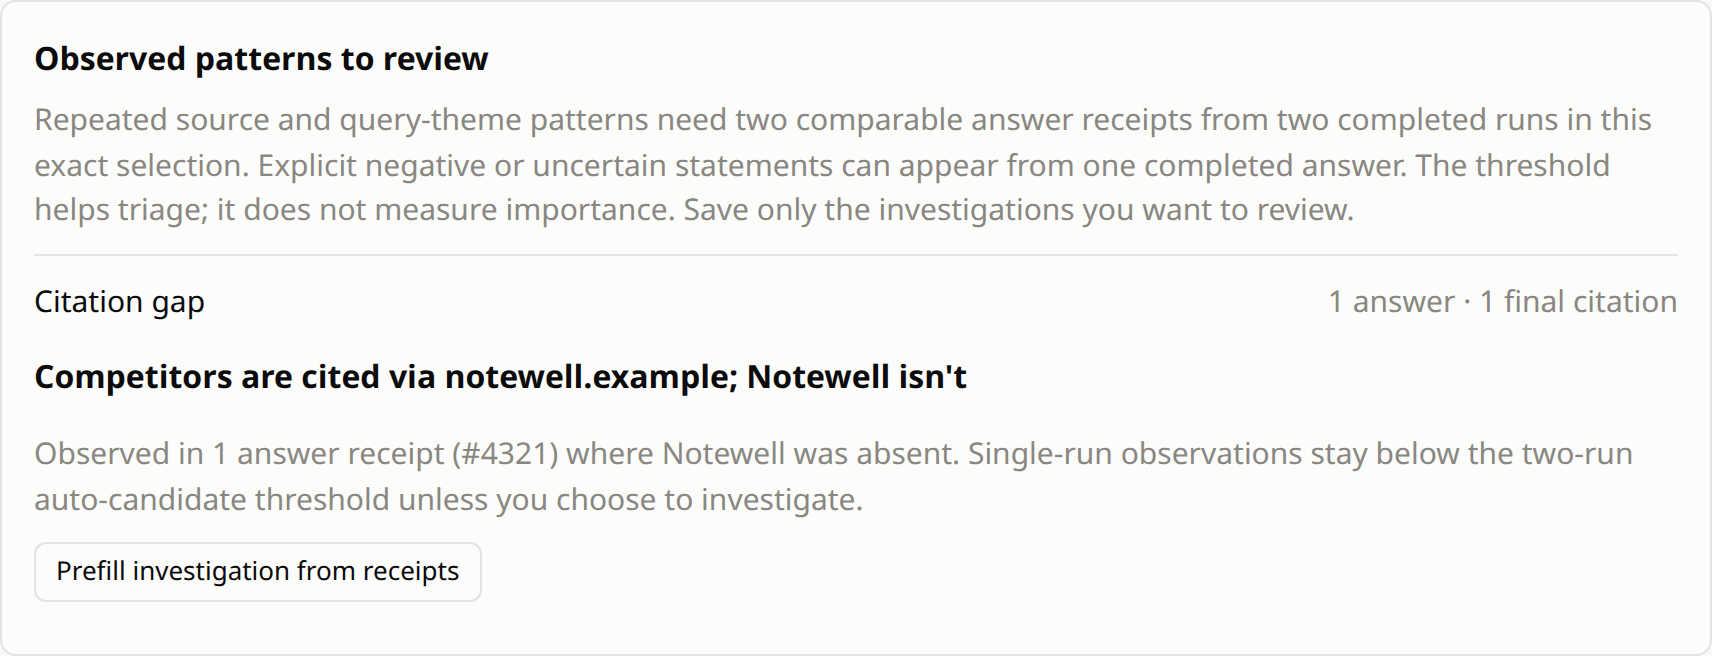 Observed patterns to review
Repeated source and query-theme patterns need two comparable answer receipts from two completed runs in this
exact selection. Explicit negative or uncertain statements can appear from one completed answer. The threshold
helps triage; it does not measure importance. Save only the investigations you want to review.
Citation gap
1 answer · 1 final citation
Competitors are cited via notewell.example; Notewell isn't
Observed in 1 answer receipt (#4321) where Notewell was absent. Single-run observations stay below the two-run
auto-candidate threshold unless you choose to investigate.
Prefill investigation from receipts